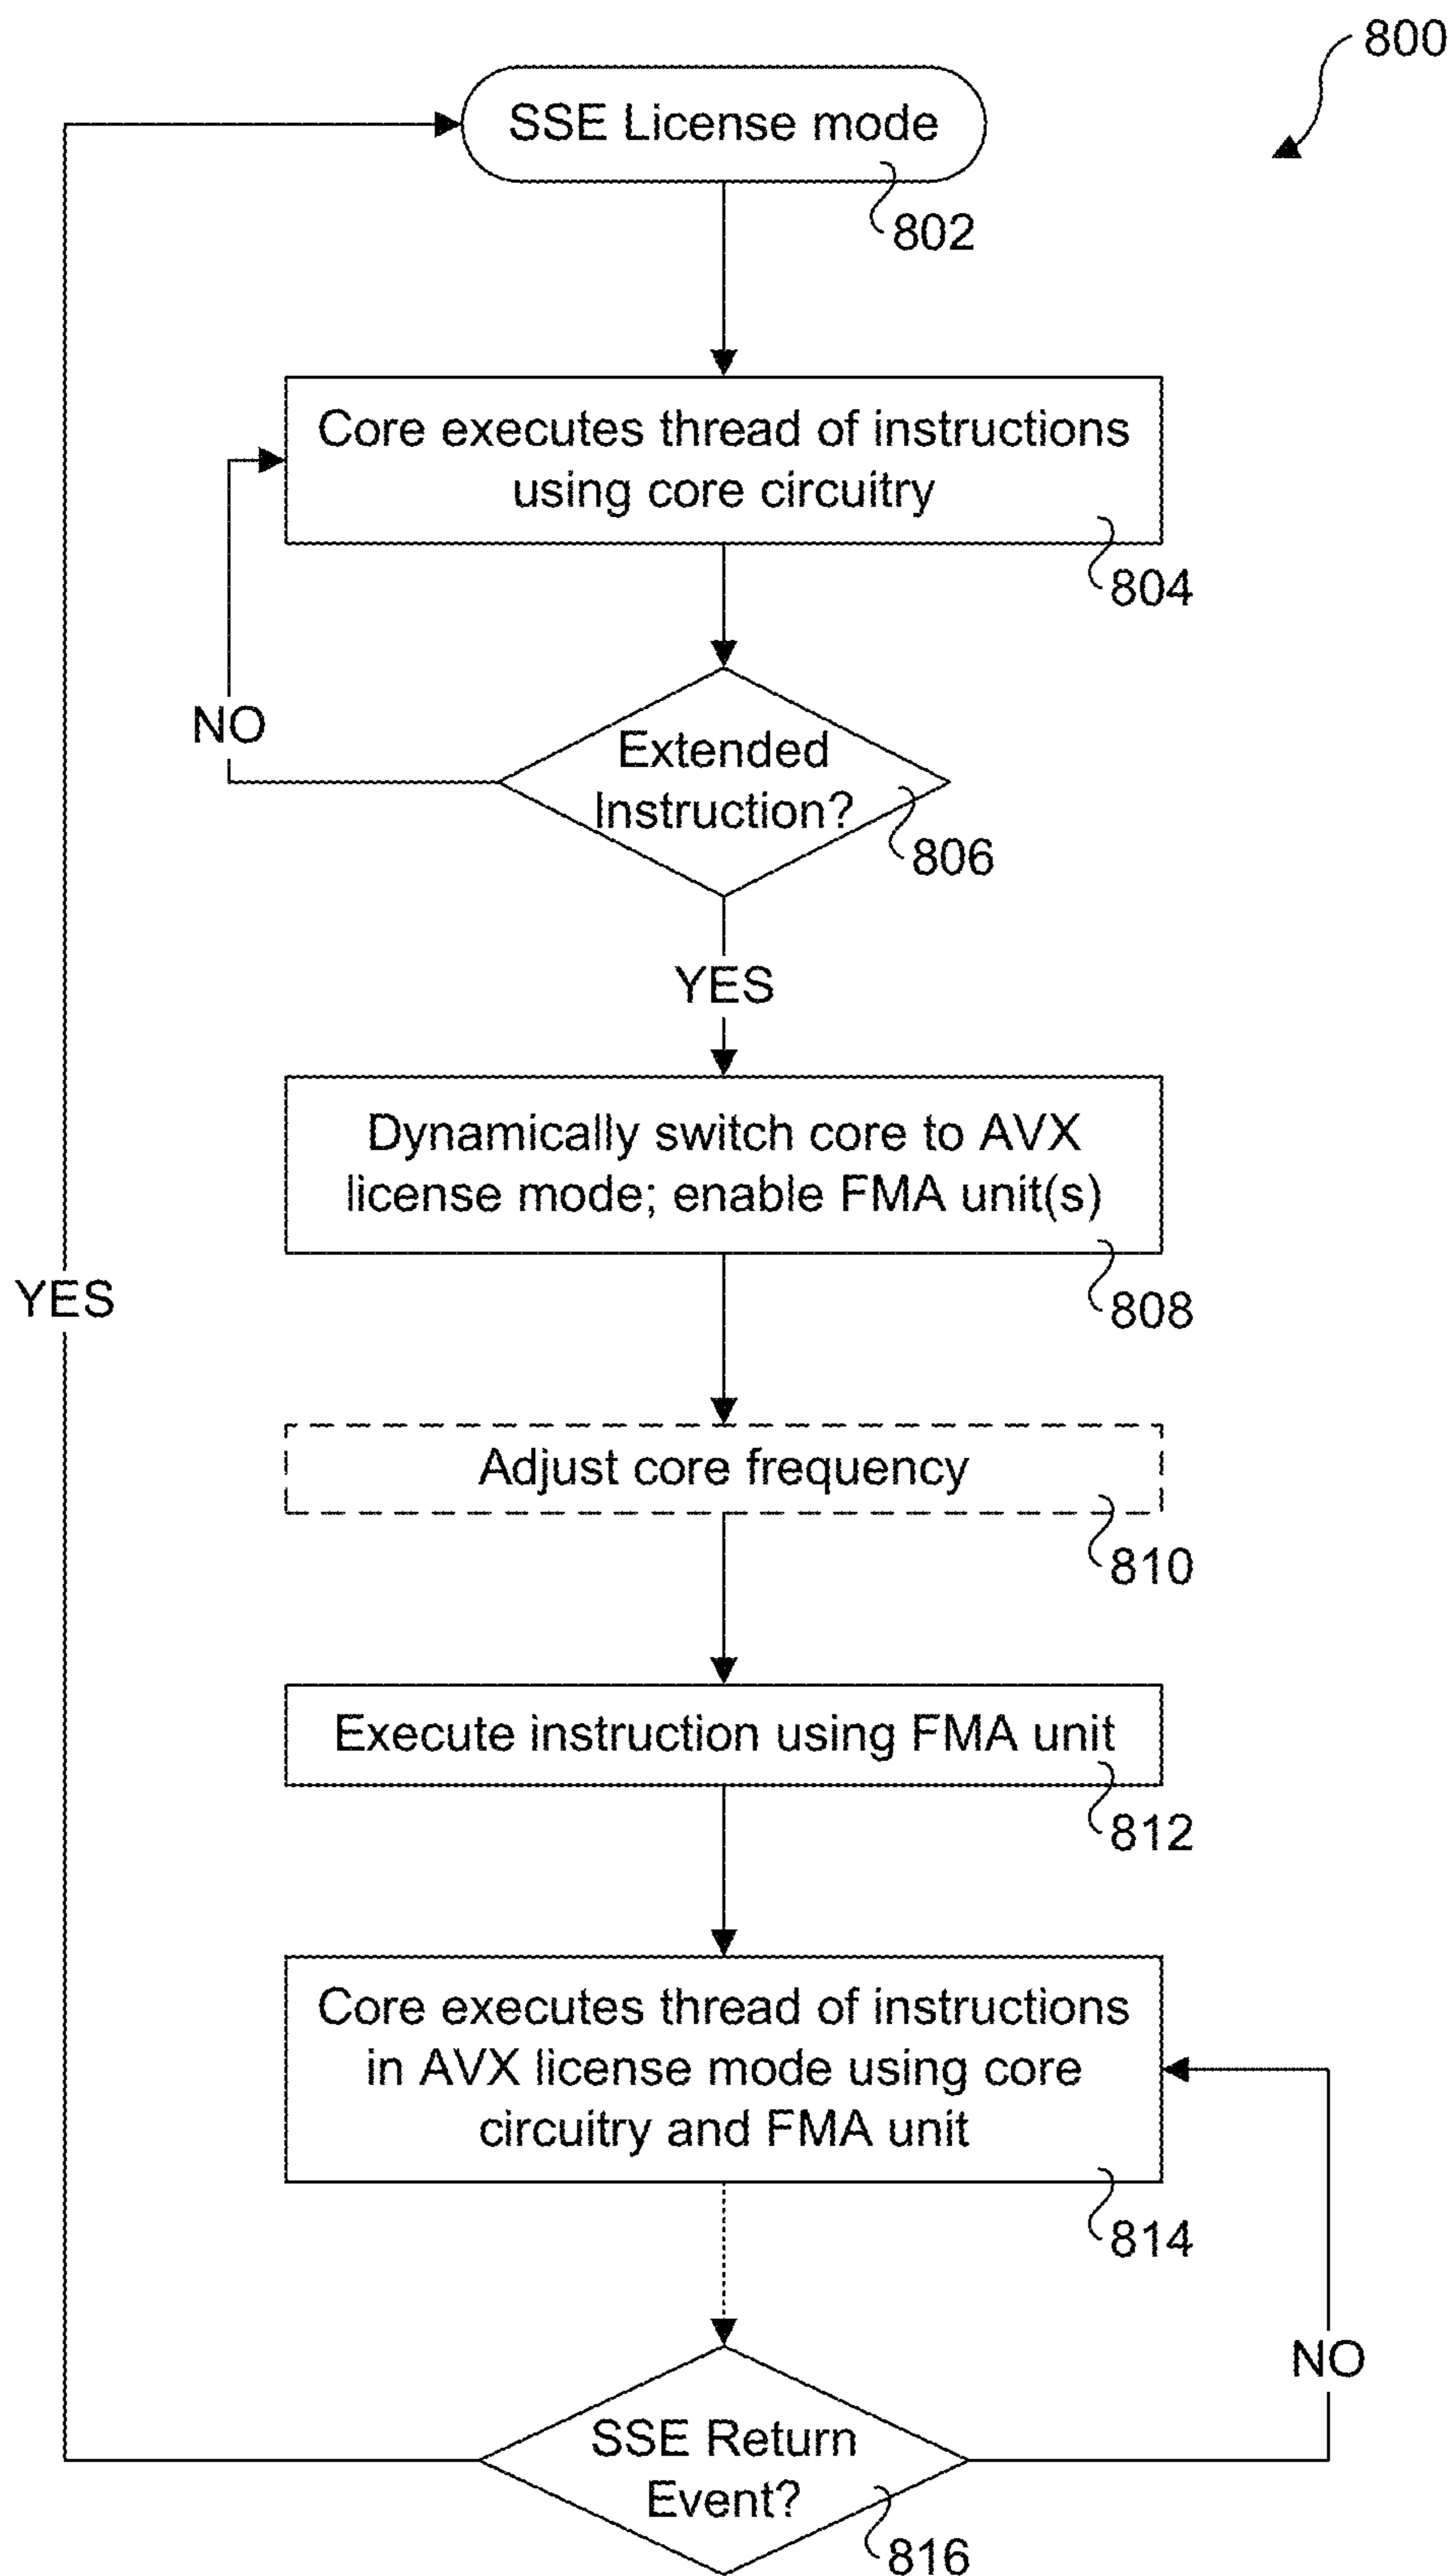 800
SSE License mode
802
Core executes thread of instructions
using core circuitry
804
NO
Extended
Instruction?
806
YES
Dynamically switch core to AVX
license mode; enable FMA unit(s)
808
YES
Adjust core frequency
810
Execute instruction using FMA unit
812
Core executes thread of instructions
in AVX license mode using core
circuitry and FMA unit
814
NO
SSE Return
Event?
816